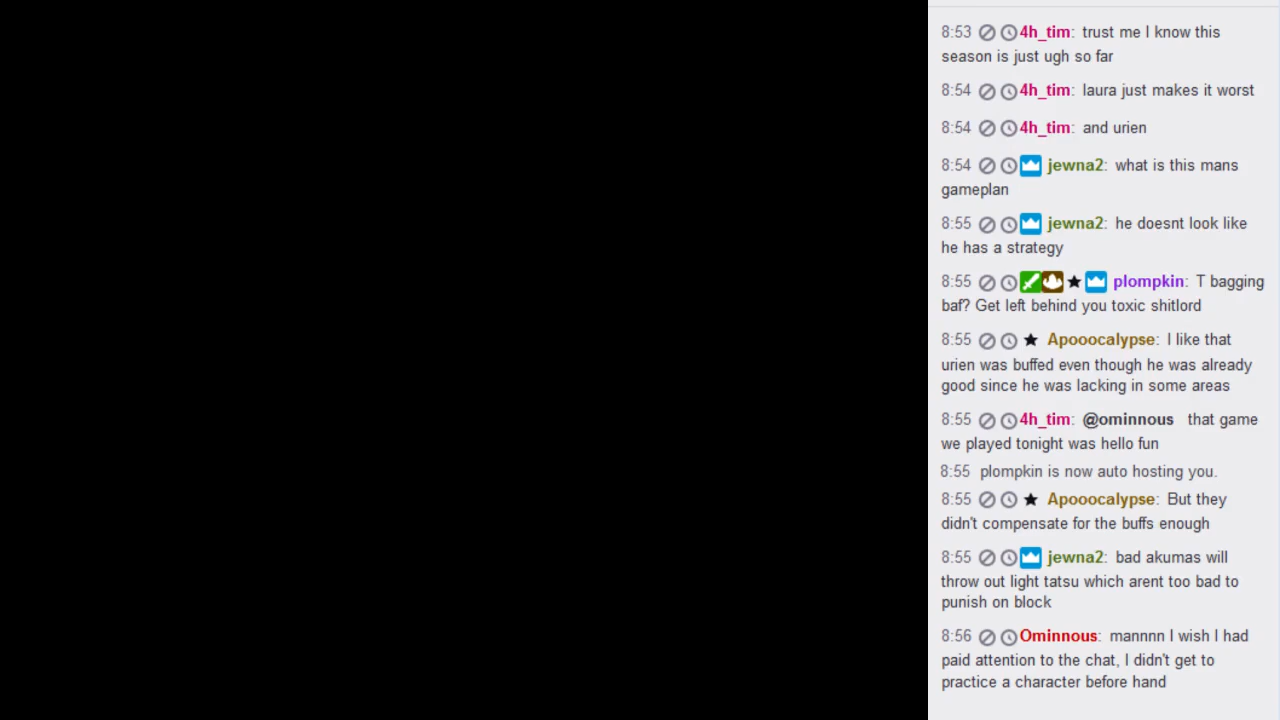 8:53 4h_tim: trust me I know this
season is just ugh so far
8:54 4h_tim: laura just makes it worst
8:54 4h_tim: and urien
8:54 jewna2: what is this mans
gameplan
8:55 jewna2: he doesnt look like
he has a strategy
8:55 plompkin: T bagging
baf? Get left behind you toxic shitlord
8:55 Apooocalypse: I like that
urien was buffed even though he was already
good since he was lacking in some areas
8:55 4h_tim: @ominnous that game
we played tonight was hello fun
8:55 plompkin is now auto hosting you.
8:55 Apooocalypse: But they
didn't compensate for the buffs enough
8:55 jewna2: bad akumas will
throw out light tatsu which arent too bad to
punish on block
8:56 Ominnous: mannnn I wish I had
paid attention to the chat, I didn't get to
practice a character before hand